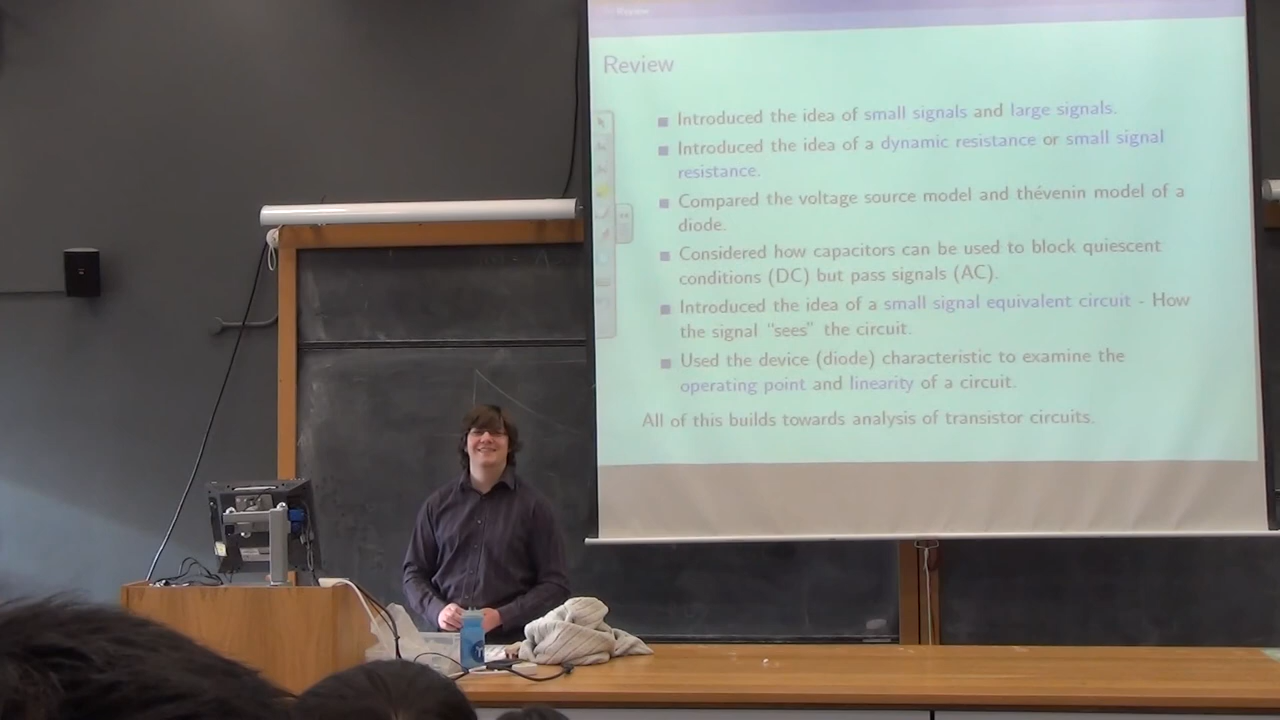 Review
Review
Introduced the idea of small signals and large signals.
Introduced the idea of a dynamic resistance or small signal
resistance.
Compared the voltage source model and thévenin model of a
diode.
Considered how capacitors can be used to block quiescent
conditions (DC) but pass signals (AC).
Introduced the idea of a small signal equivalent circuit - How
the signal "sees" the circuit.
Used the device (diode) characteristic to examine the
operating point and linearity of a circuit.
All of this builds towards analysis of transistor circuits.